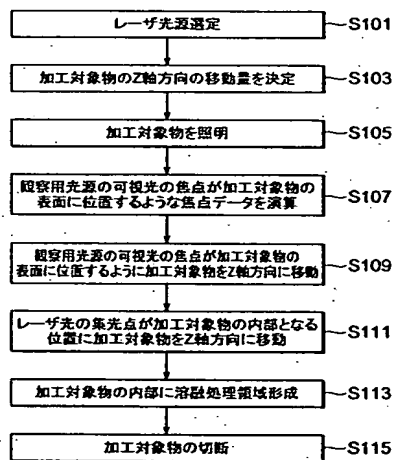 レーザ光源選定
S101
加工対象物のZ軸方向の移動量を決定
S103
加工対象物を照明
S105
観察用光源の可視光の焦点が加工対象物の
表面に位置するような焦点データを演算
S107
観察用光源の可視光の焦点が加工対象物の
表面に位置するように加工対象物をZ軸方向に移動
S109
レーザ光の集光点が加工対象物の内部となる
位置に加工対象物をZ軸方向に移動
S111
加工対象物の内部に溶融処理領域形成
S113
加工対象物の切断
S115